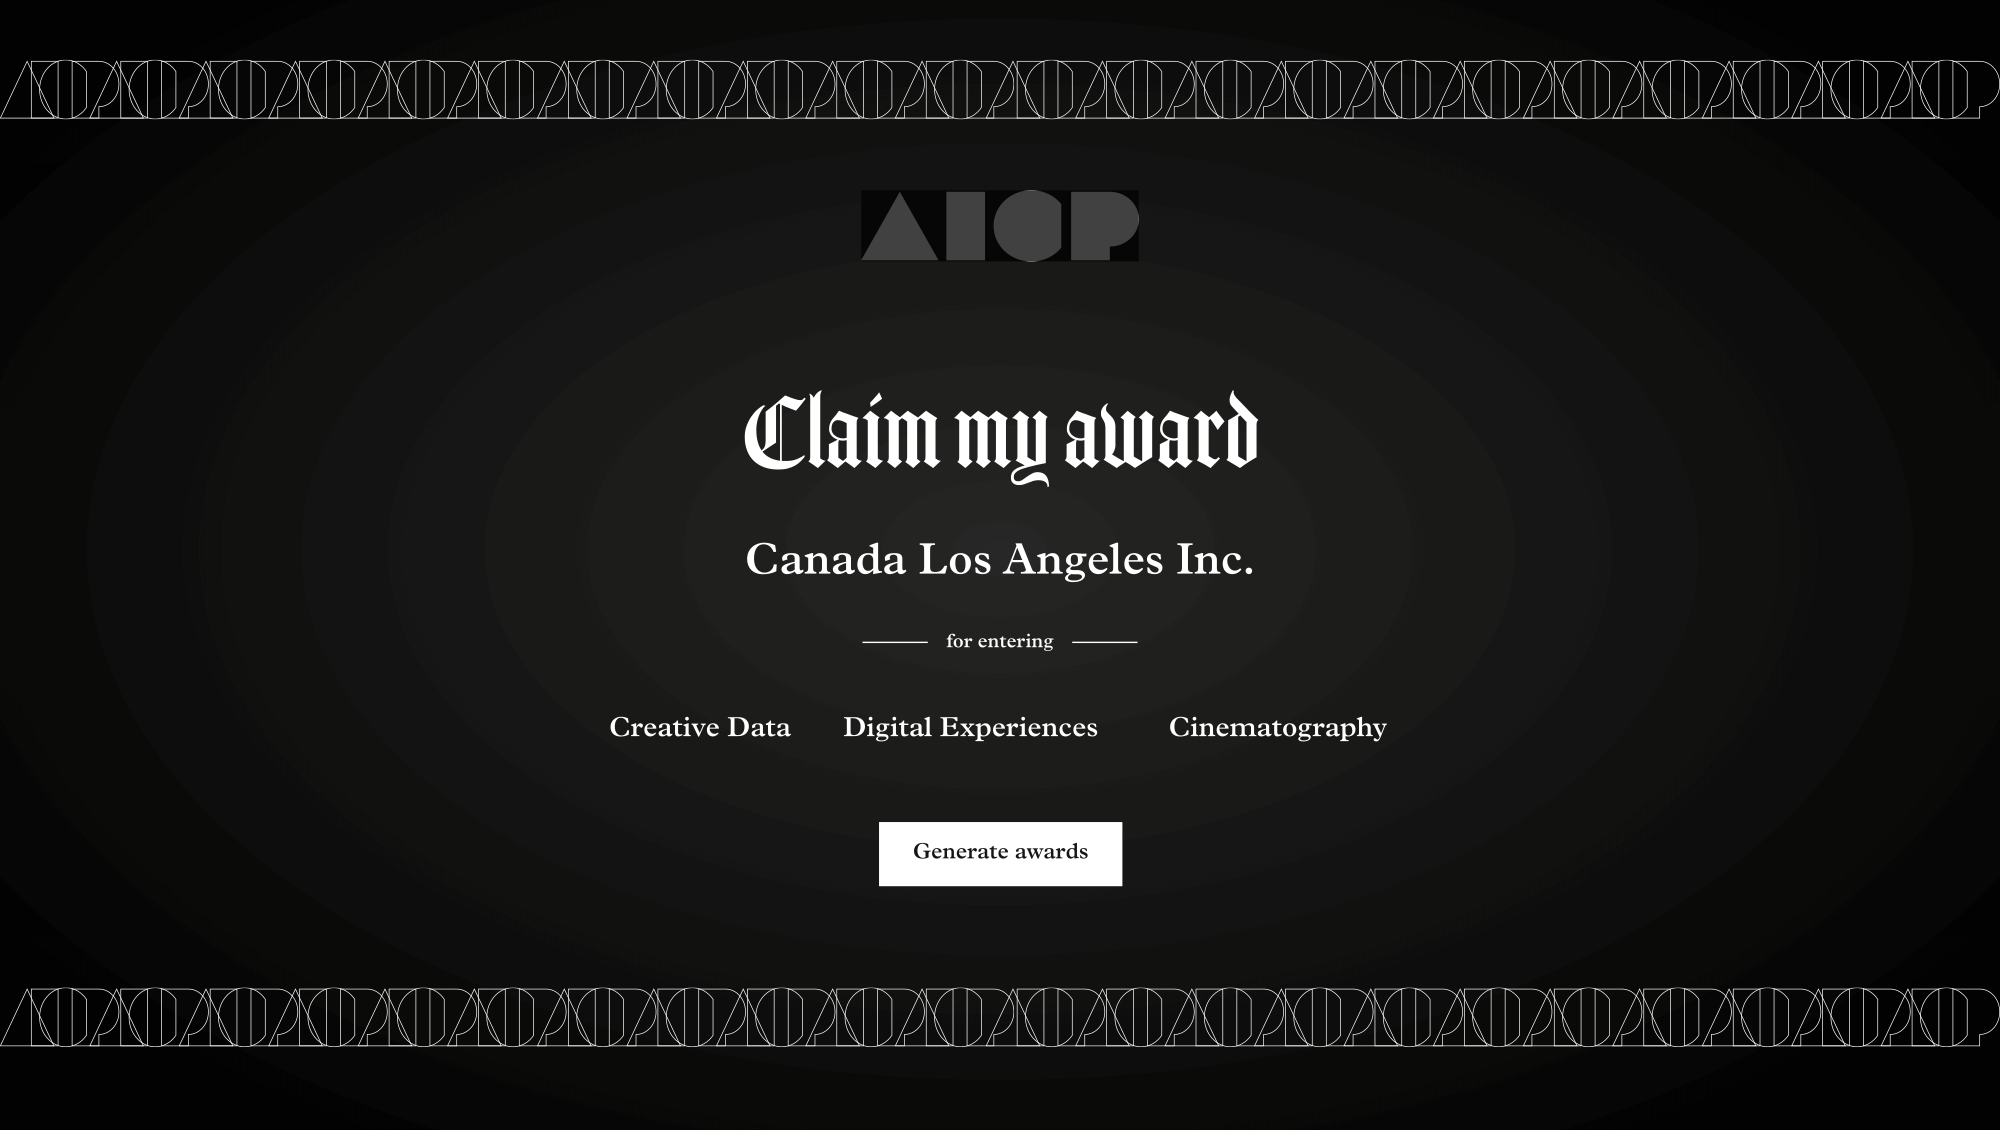 AICP
Claim my award
Canada Los Angeles Inc.
for entering
Creative Data Digital Experiences Cinematography
Generate awards